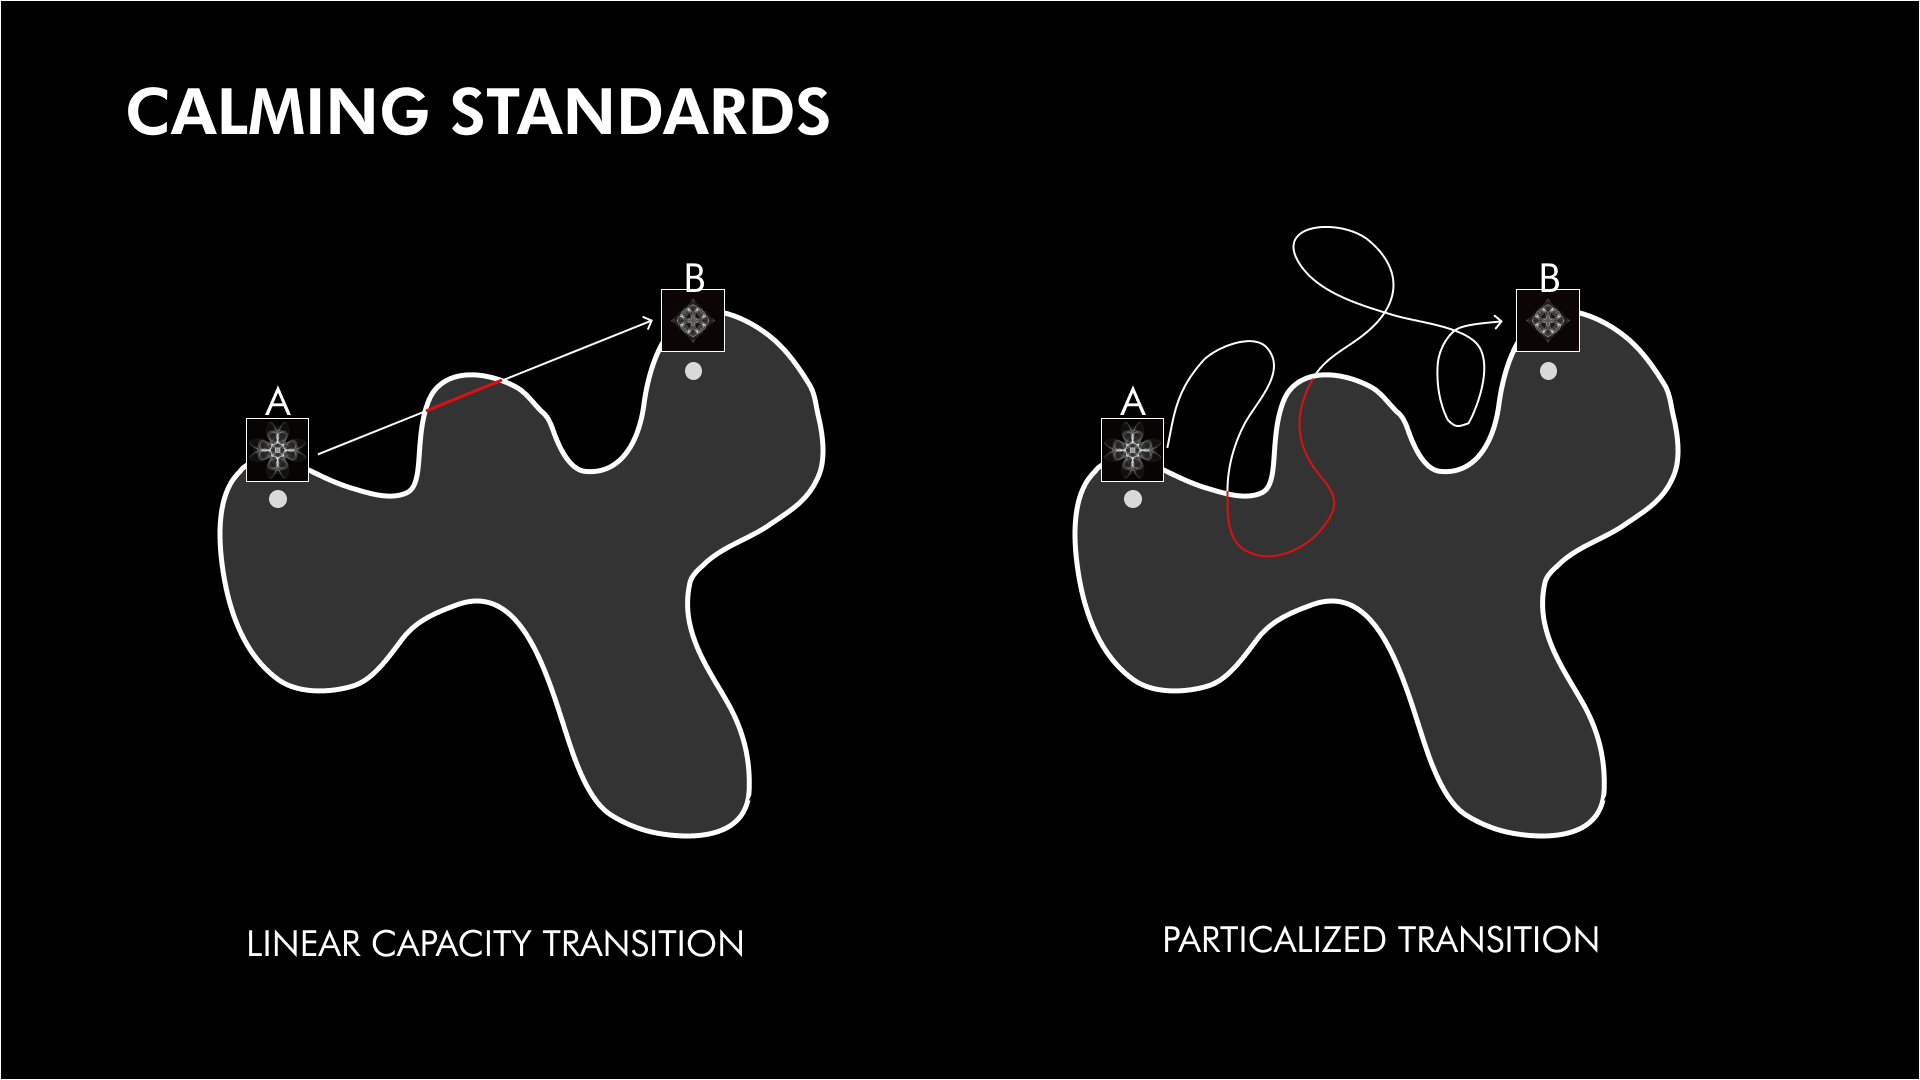 CALMING STANDARDS
A
B
A
B
LINEAR CAPACITY TRANSITION
PARTICALIZED TRANSITION